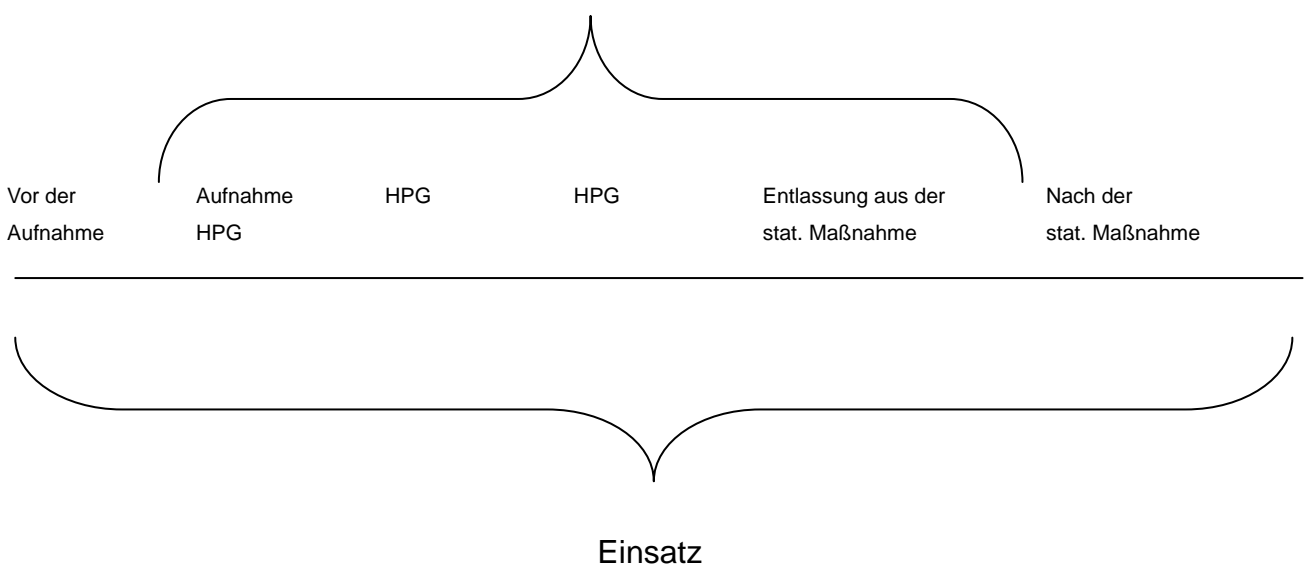 Vor der
Aufnahme
Aufnahme
HPG
HPG
HPG
Entlassung aus der
stat. Maßnahme
Nach der
stat. Maßnahme
Einsatz